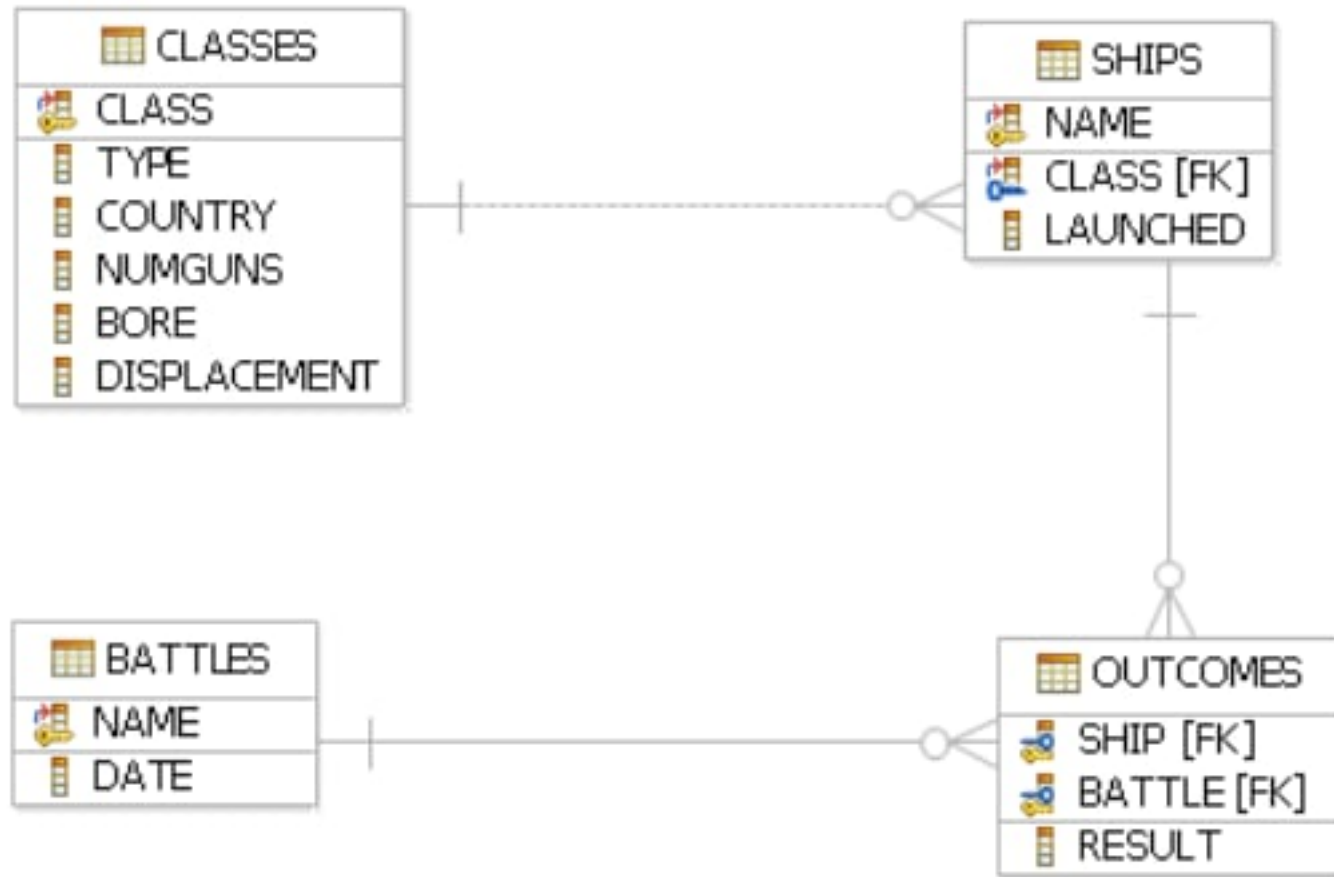 CLASSES
CLASS
TYPE
COUNTRY
NUMGUNS
BORE
DISPLACEMENT
SHIPS
NAME
CLASS [FK]
LAUNCHED
BATTLES
NAME
DATE
OUTCOMES
SHIP [FK]
BATTLE [FK]
RESULT